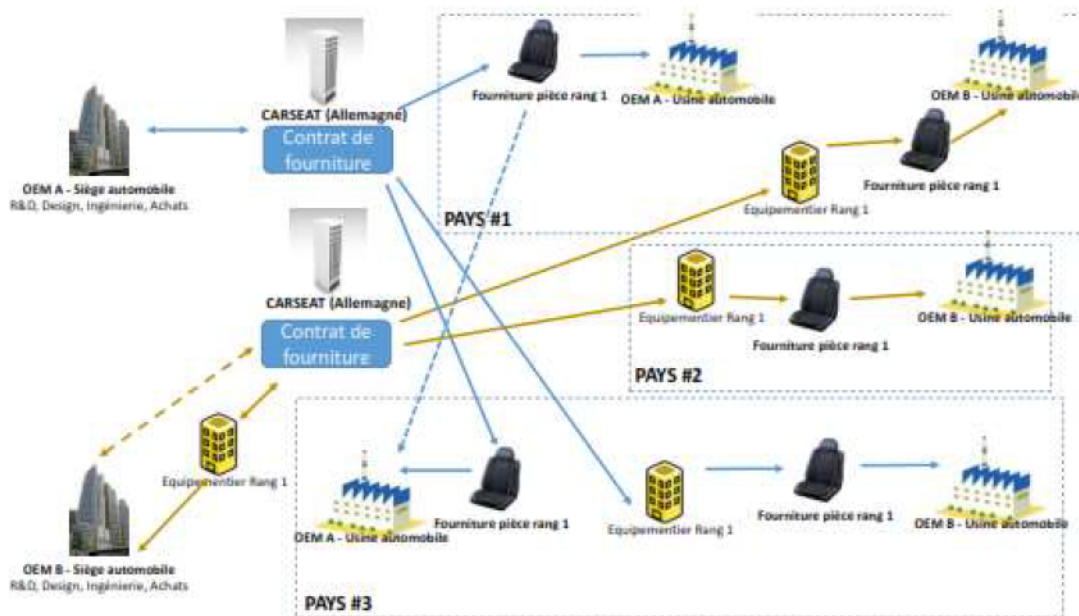 Fourniture pièce rang 1
OEM A - Usine automobile
OEM B - Usine automobile
CARSEAT (Allemagne)
Contrat de
fourniture
OEM A - Siège automobile
R&D, Design, Ingénierie, Achats
Fourniture pièce rang 1
Equipementier Rang 1
PAYS #1
CARSEAT (Allemagne)
Contrat de
fourniture
Equipementier Rang 1
OEM B - Usine automobile
Fourniture pièce rang 1
PAYS #2
Equipementier Rang 1
OEM A - Usine automobile
Fourniture pièce rang 1
Equipementier Rang 1
Fourniture pièce rang 1
OEM B - Usine automobile
OEM B - Siège automobile
R&D, Design, Ingénierie, Achats
PAYS #3